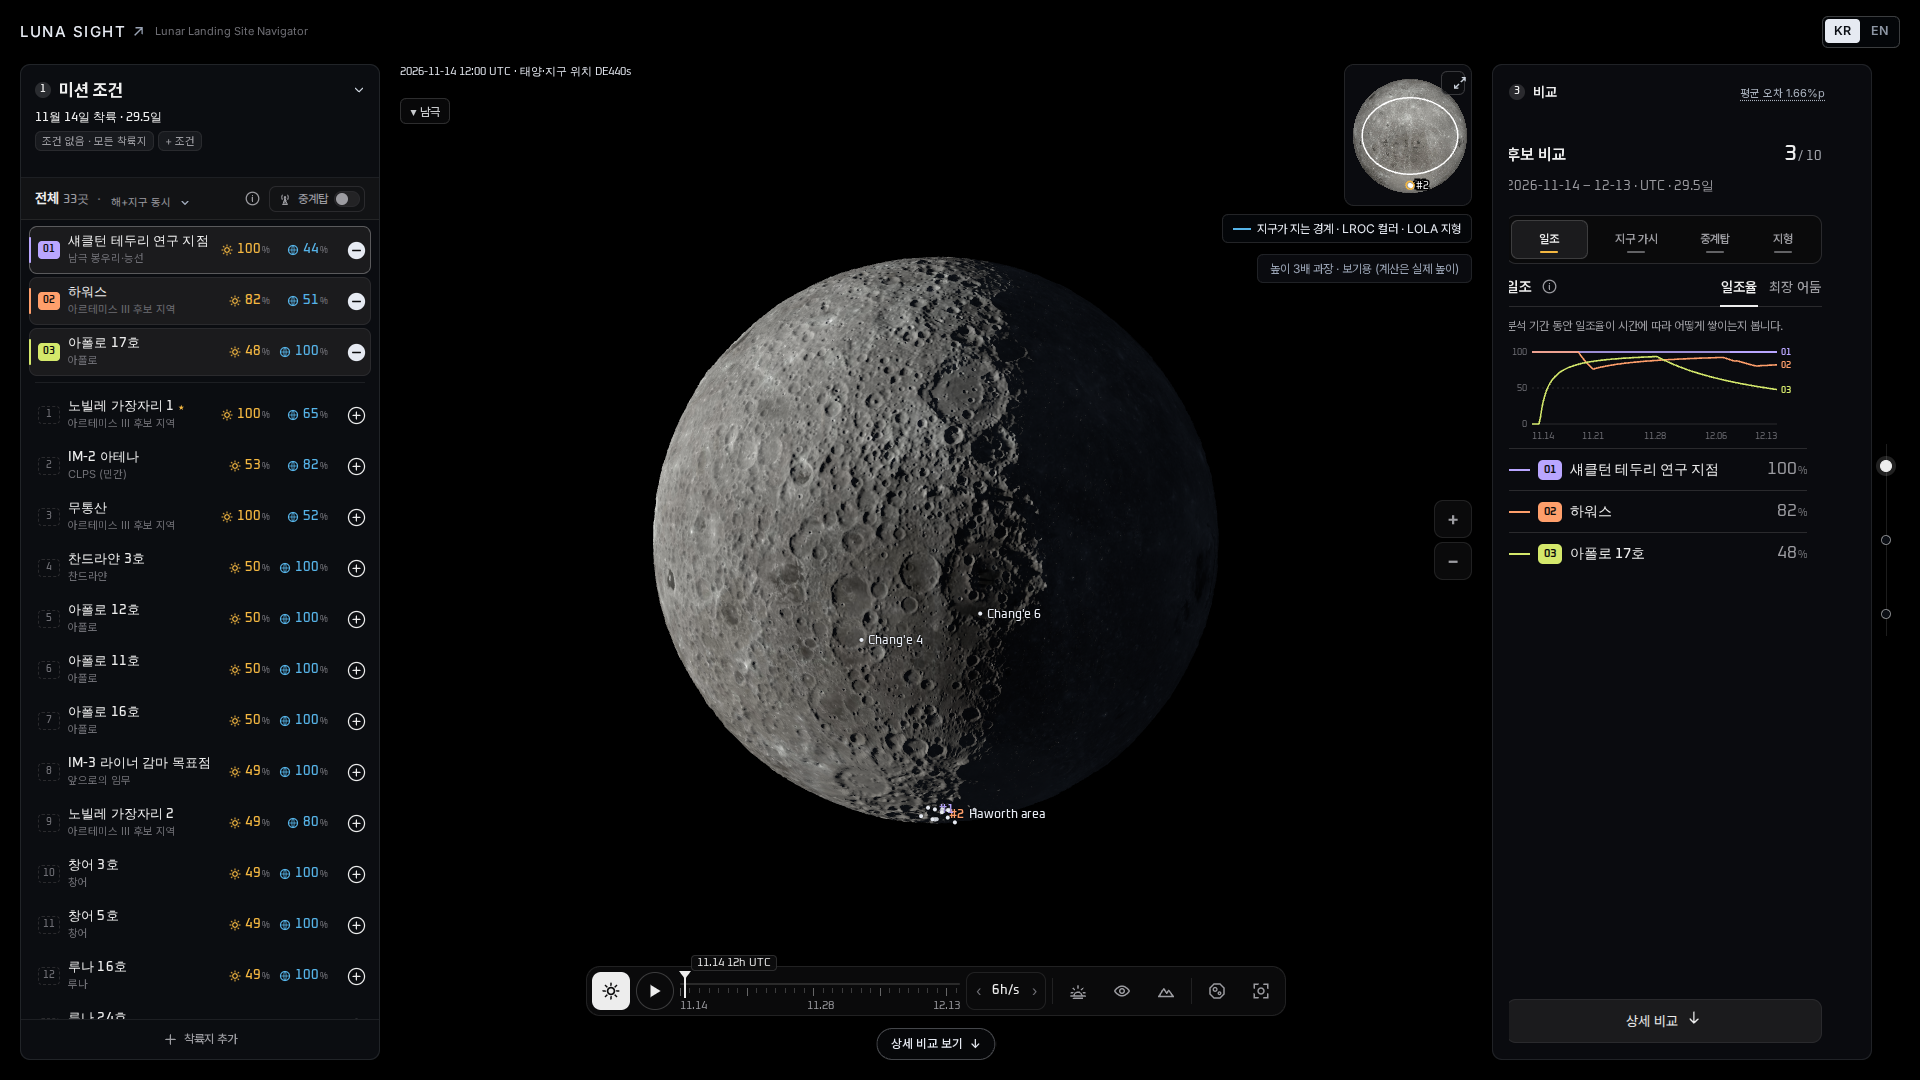 LUNA SIGHT
Lunar Landing Site Navigator
KR EN
1 미션 조건
11월 14일 착륙 · 29.5일
조건 없음 · 모든 착륙지
+ 조건
전체 33곳 · 해+지구 동시
중계탑
01 섀클턴 테두리 연구 지점 100% 44%
남극 봉우리·능선
02 하워스 82% 51%
아르테미스 III 후보 지역
03 아폴로 17호 48% 100%
아폴로
1 노빌레 가장자리 1 ★ 100% 65%
아르테미스 III 후보 지역
2 IM-2 아테나 53% 82%
CLPS (민간)
3 무통산 100% 52%
아르테미스 III 후보 지역
4 찬드라얀 3호 50% 100%
찬드라얀
5 아폴로 12호 50% 100%
아폴로
6 아폴로 11호 50% 100%
아폴로
7 아폴로 16호 50% 100%
아폴로
8 IM-3 라이너 감마 목표점 49% 100%
앞으로의 임무
9 노빌레 가장자리 2 49% 80%
아르테미스 III 후보 지역
10 창어 3호 49% 100%
창어
11 창어 5호 49% 100%
창어
12 루나 16호 49% 100%
루나
루나 24호
+ 착륙지 추가
2026-11-14 12:00 UTC · 태양·지구 위치 DE440s
▾ 남극
#2
지구가 지는 경계 · LROC 컬러 · LOLA 지형
높이 3배 과장 · 보기용 (계산은 실제 높이)
Chang'e 6
Chang'e 4
#1
#2 Haworth area
+
−
11.14 12h UTC
11.14 11.28 12.13
‹ 6h/s ›
상세 비교 보기 ↓
3 비교
평균 오차 1.66%p
후보 비교
3 / 10
2026-11-14 – 12-13 · UTC · 29.5일
일조 지구 가시 중계탑 지형
일조
일조율 최장 어둠
분석 기간 동안 일조율이 시간에 따라 어떻게 쌓이는지 봅니다.
100
50
0
01
02
03
11.14 11.21 11.28 12.06 12.13
01 섀클턴 테두리 연구 지점 100%
02 하워스 82%
03 아폴로 17호 48%
상세 비교 ↓